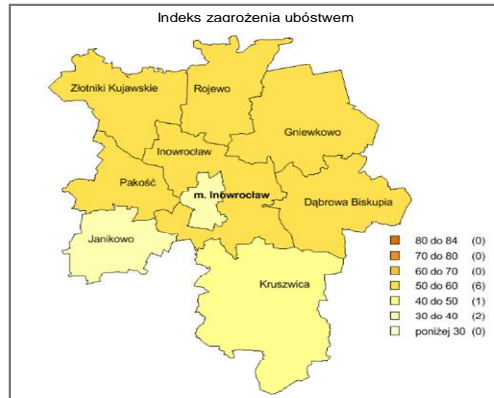 Indeks zagrożenia ubóstwem
Złotniki Kujawskie
Rojewo
Gniewkowo
Inowrocław
Pakość
m. Inowrocław
Dąbrowa Biskupia
Janikowo
Kruszwica
80 do 84 (0)
70 do 80 (0)
60 do 70 (0)
50 do 60 (6)
40 do 50 (1)
30 do 40 (2)
poniżej 30 (0)